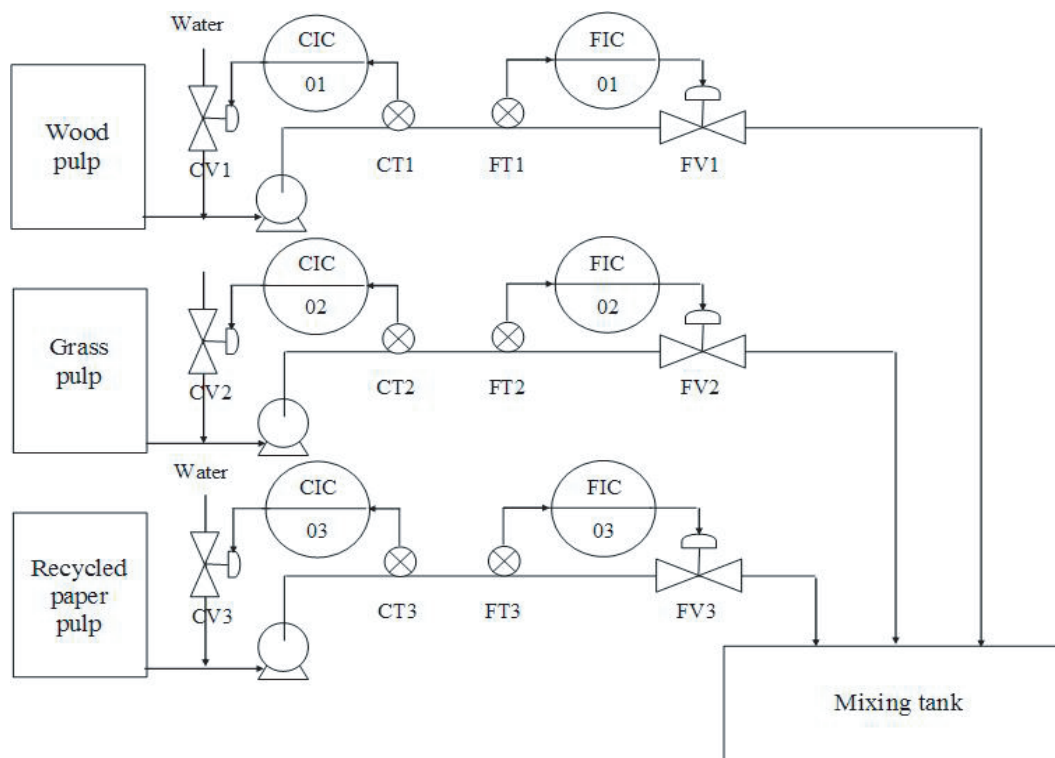 Water
CIC
01
FIC
01
Wood
pulp
CV1
CT1
FT1
FV1
CIC
02
FIC
02
Grass
pulp
CV2
CT2
FT2
FV2
Water
CIC
03
FIC
03
Recycled
paper
pulp
CV3
CT3
FT3
FV3
Mixing tank